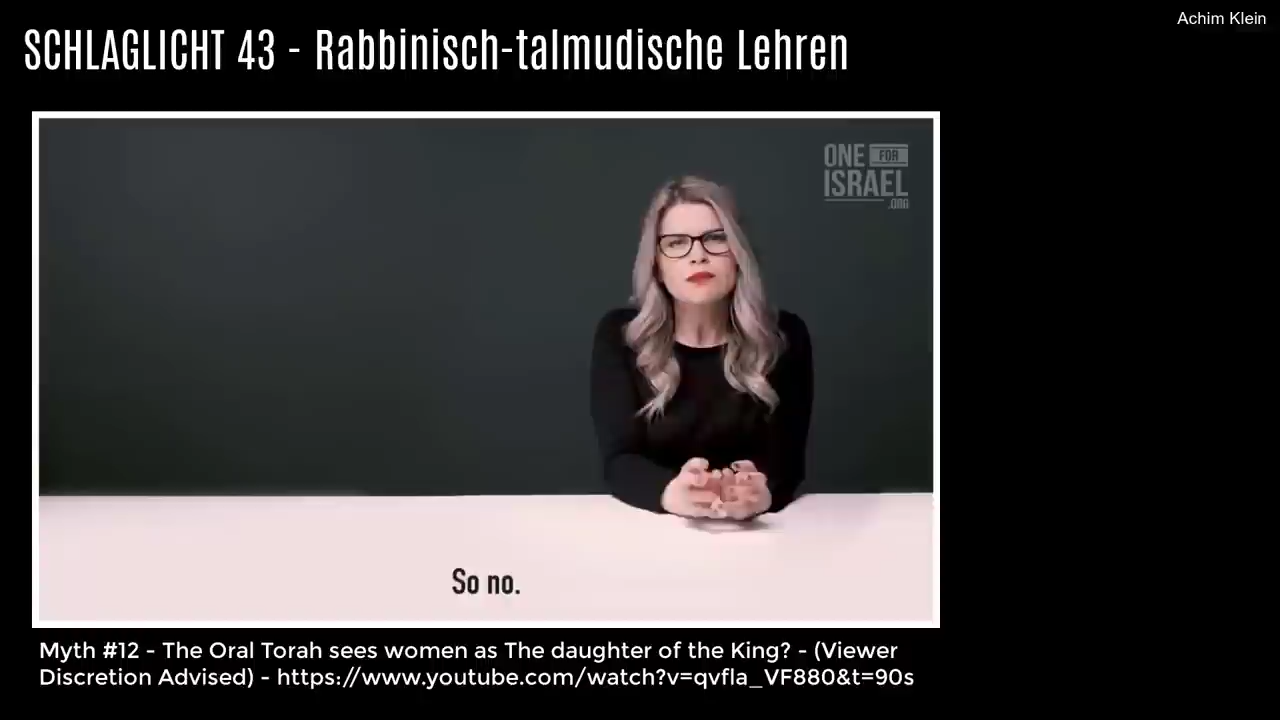 Achim Klein
SCHLAGLICHT 43 - Rabbinisch-talmudische Lehren
ONE FOR
ISRAEL
.ORG
So no.
Myth #12 - The Oral Torah sees women as The daughter of the King? - (Viewer
Discretion Advised) - https://www.youtube.com/watch?v=qvfla_VF880&t=90s